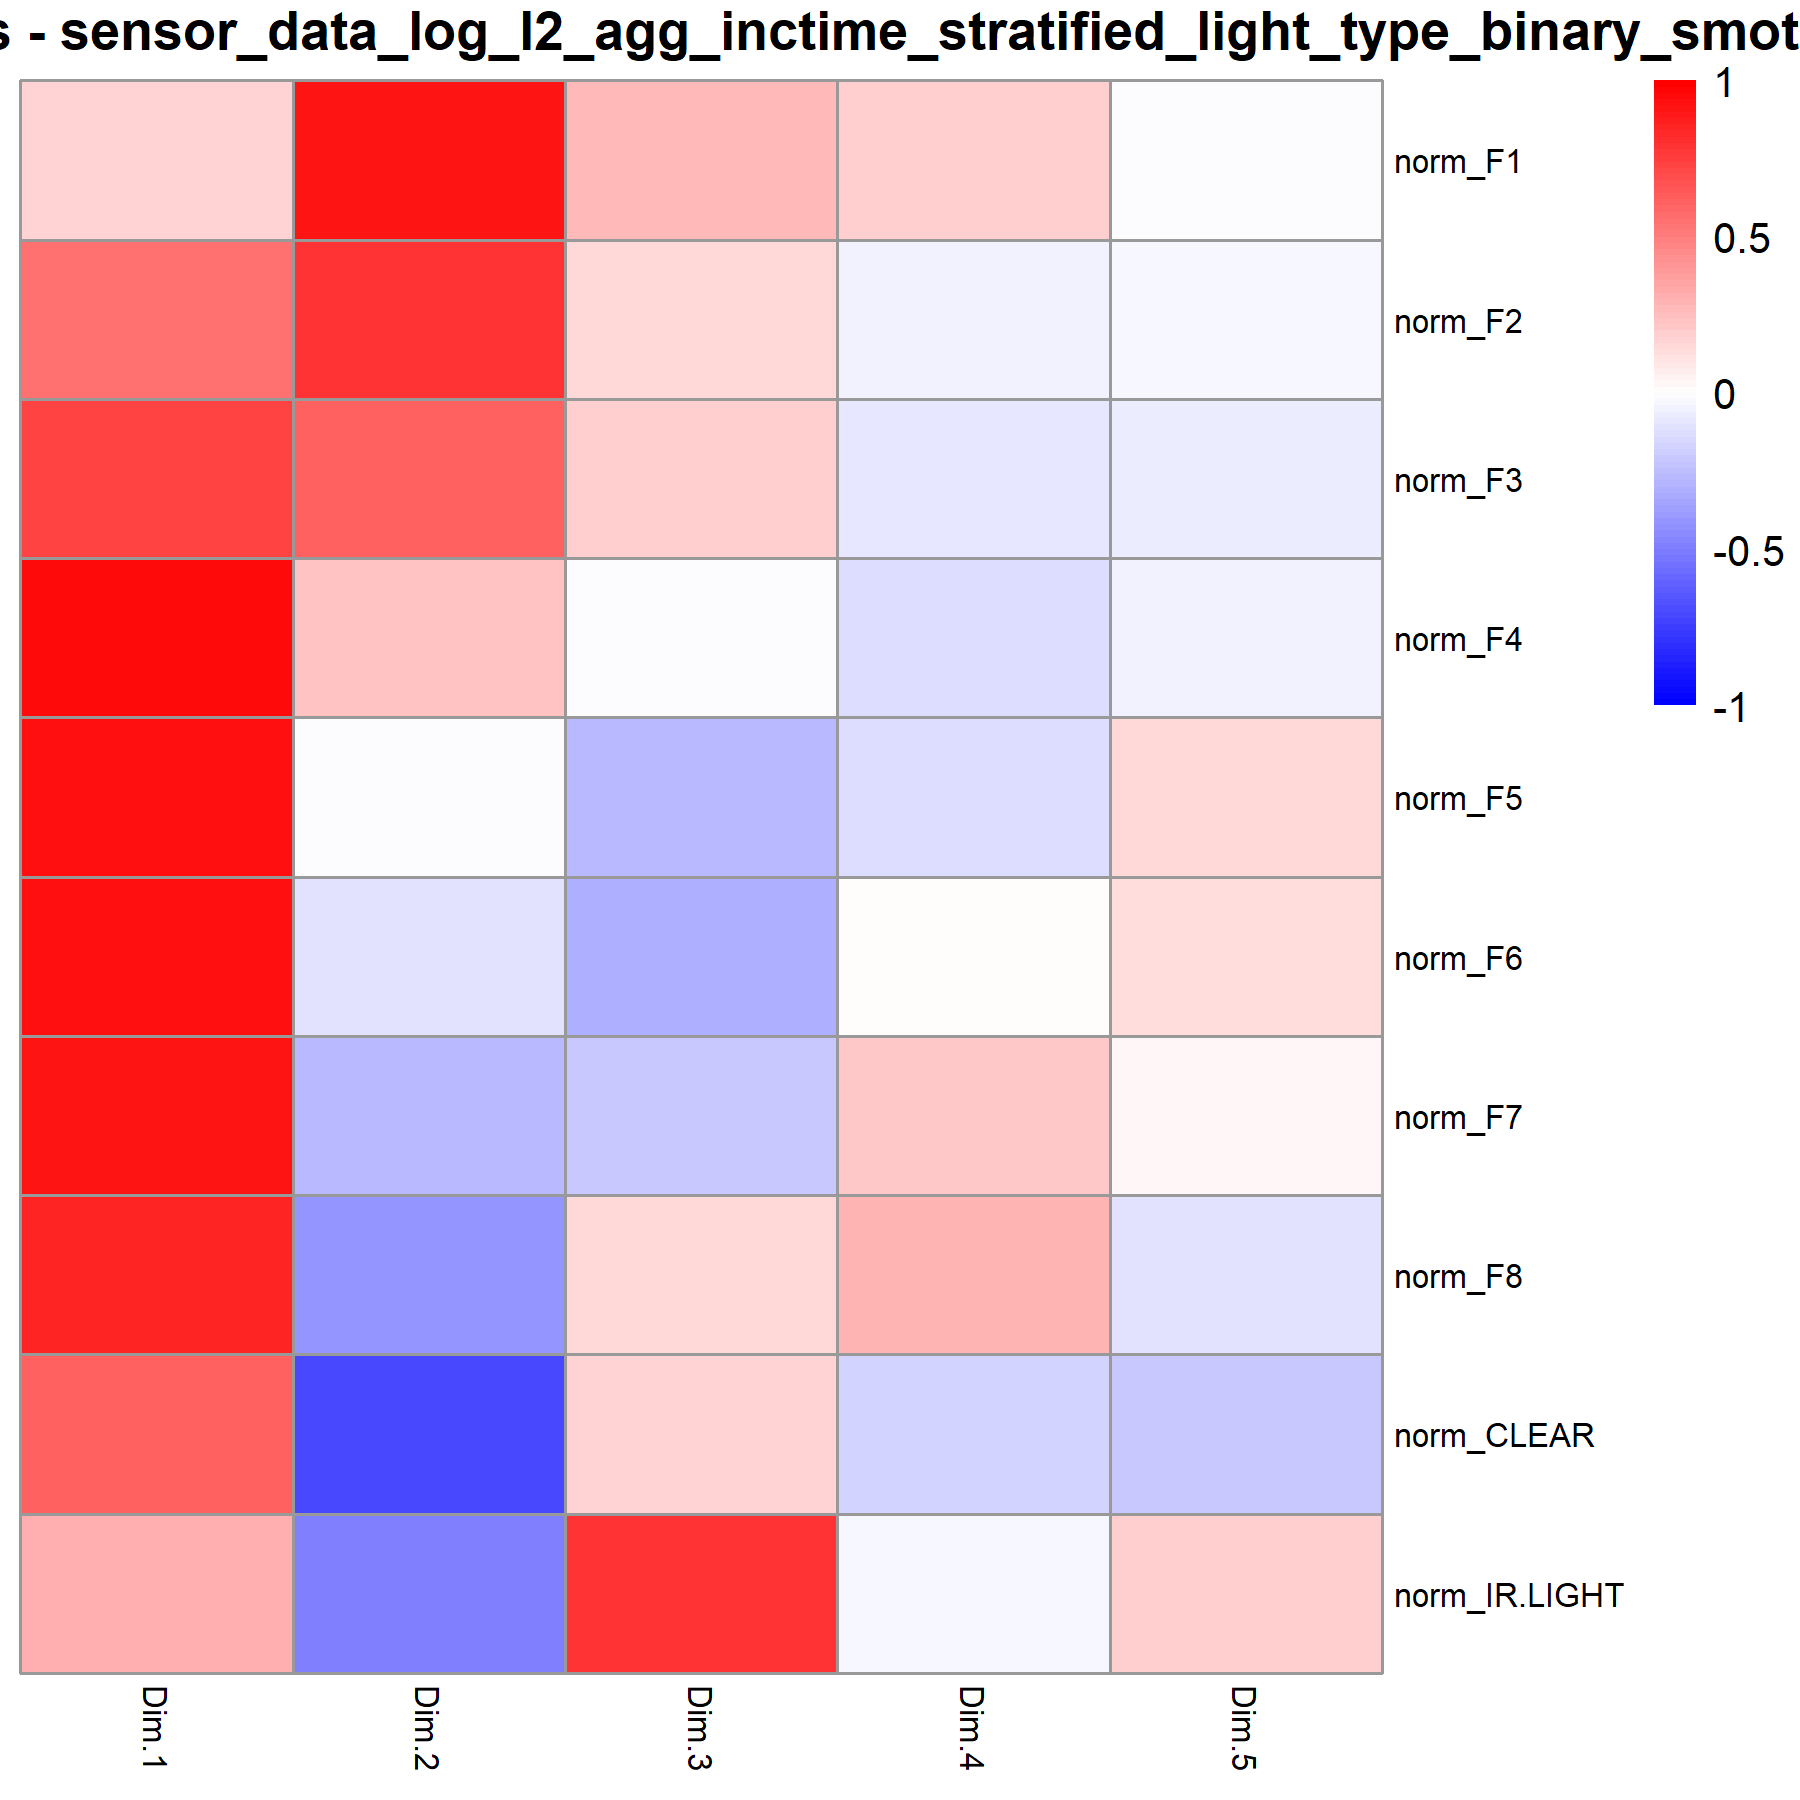 s - sensor_data_log_l2_agg_inctime_stratified_light_type_binary_smot
1
0.5
0
-0.5
-1
norm_F1
norm_F2
norm_F3
norm_F4
norm_F5
norm_F6
norm_F7
norm_F8
norm_CLEAR
norm_IR.LIGHT
Dim.1
Dim.2
Dim.3
Dim.4
Dim.5